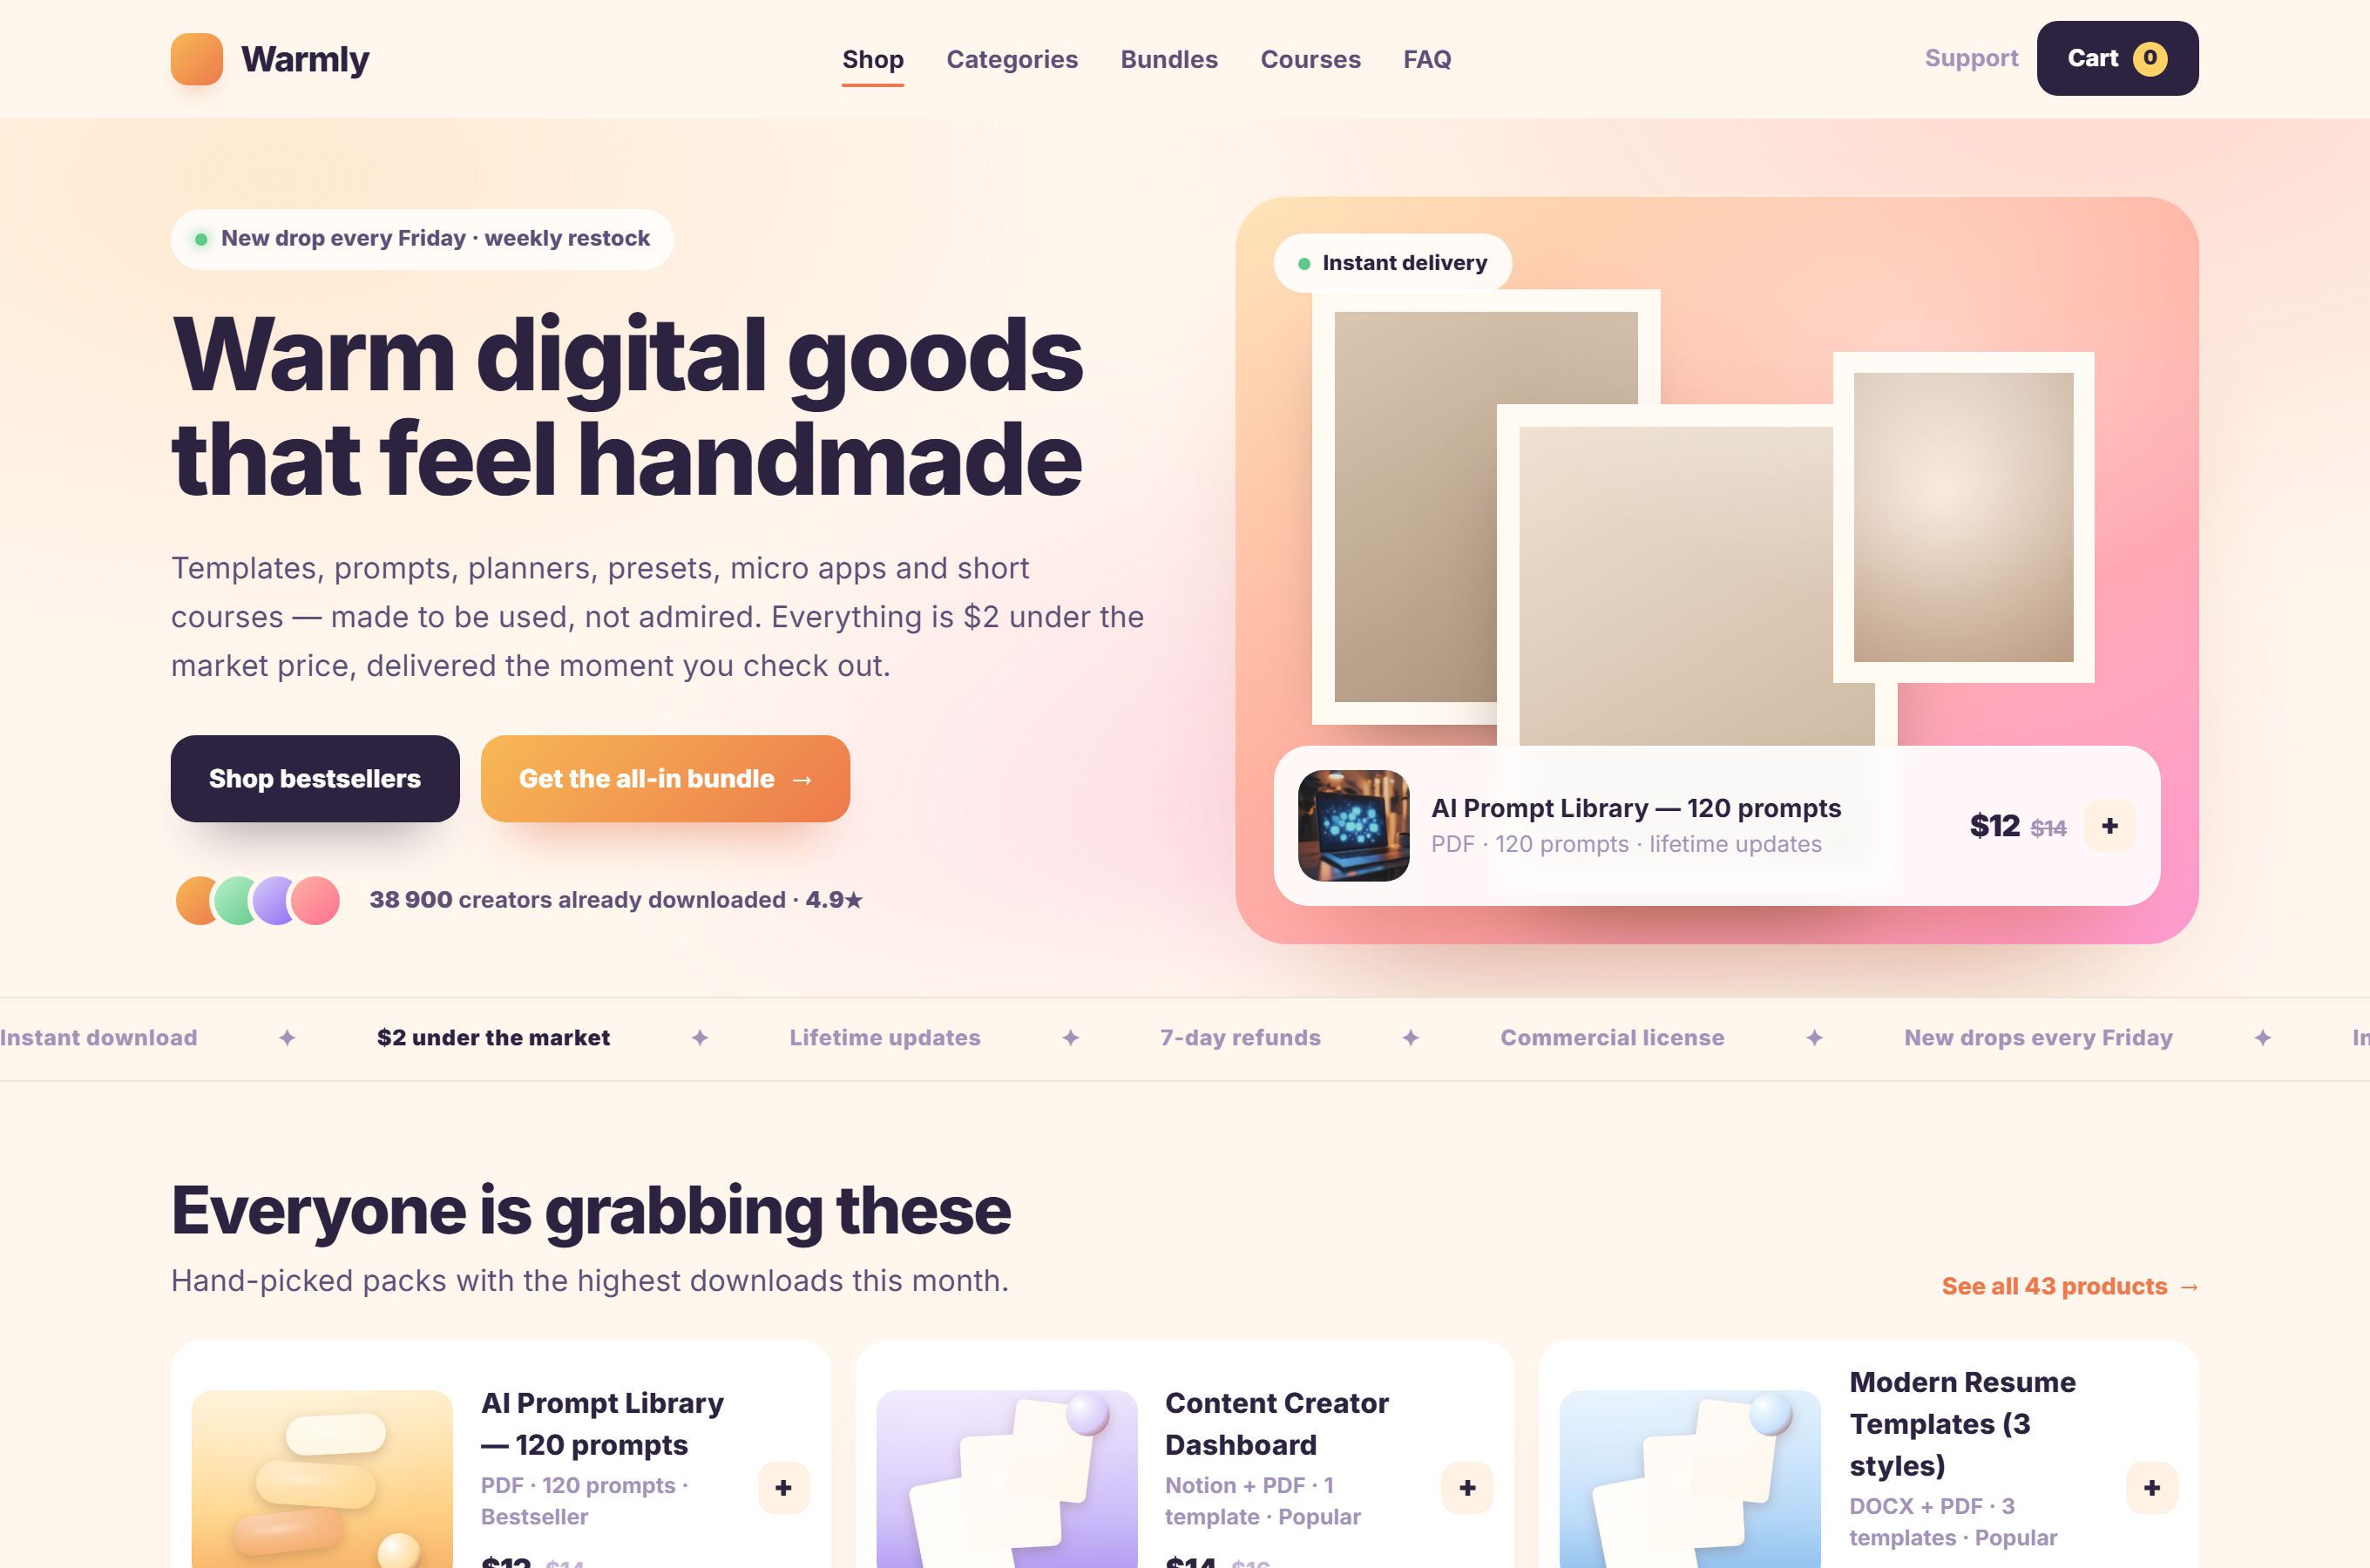 Warmly
Shop
Categories
Bundles
Courses
FAQ
Support
Cart 0
New drop every Friday · weekly restock
Warm digital goods
that feel handmade
Templates, prompts, planners, presets, micro apps and short
courses — made to be used, not admired. Everything is $2 under the
market price, delivered the moment you check out.
Shop bestsellers
Get the all-in bundle →
38 900 creators already downloaded · 4.9★
Instant delivery
AI Prompt Library — 120 prompts
PDF · 120 prompts · lifetime updates
$12 $14
+
Instant download ✦ $2 under the market ✦ Lifetime updates ✦ 7-day refunds ✦ Commercial license ✦ New drops every Friday ✦
Everyone is grabbing these
Hand-picked packs with the highest downloads this month.
See all 43 products →
AI Prompt Library
— 120 prompts
PDF · 120 prompts ·
Bestseller
$12 $14
+
Content Creator
Dashboard
Notion + PDF · 1
template · Popular
$14 $16
+
Modern Resume
Templates (3
styles)
DOCX + PDF · 3
templates · Popular
+